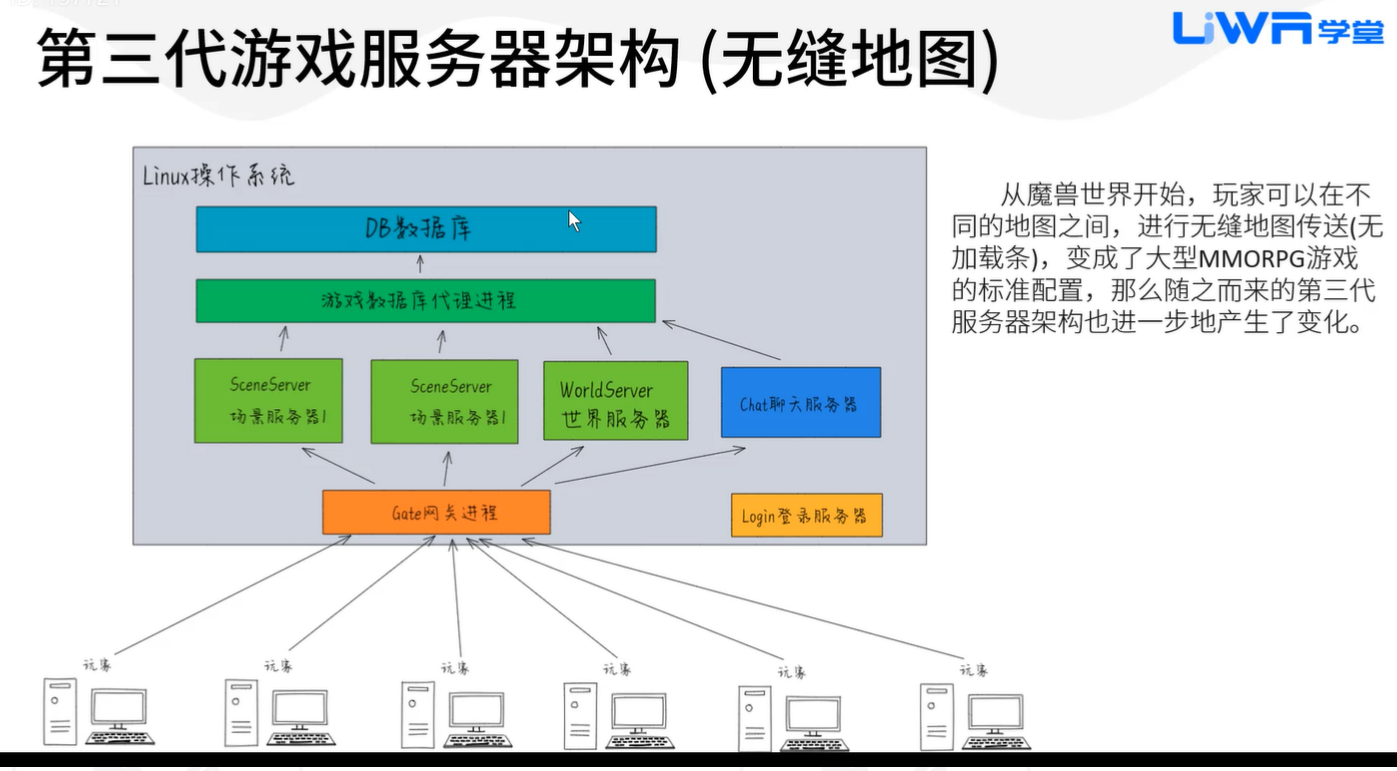 LiWA学堂
第三代游戏服务器架构 (无缝地图)
Linux操作系统
DB数据库
游戏数据库代理进程
SceneServer
场景服务器1
SceneServer
场景服务器1
WorldServer
世界服务器
Chat聊天服务器
Gate网关进程
Login登录服务器
从魔兽世界开始，玩家可以在不
同的地图之间，进行无缝地图传送(无
加载条)，变成了大型MMORPG游戏
的标准配置，那么随之而来的第三代
服务器架构也进一步地产生了变化。
玩家
玩家
玩家
玩家
玩家
玩家